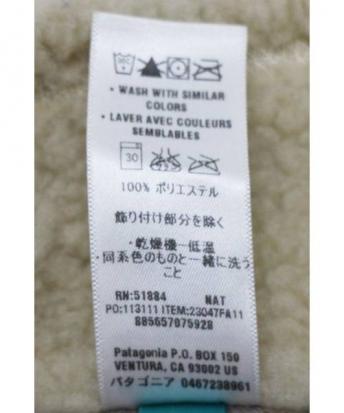 • WASH WITH SIMILAR
COLORS
• LAVER AVEC COULEURS
SEMBLABLES
30
100% ポリエステル
飾り付け部分を除く
・乾燥機―低温
・同系色のものと一緒に洗う
こと
RN:51884 NAT
PO:113111 ITEM:23047FA11
885657075928
Patagonia P.O. BOX 150
VENTURA, CA 93001 US
パタゴニア 0467238961